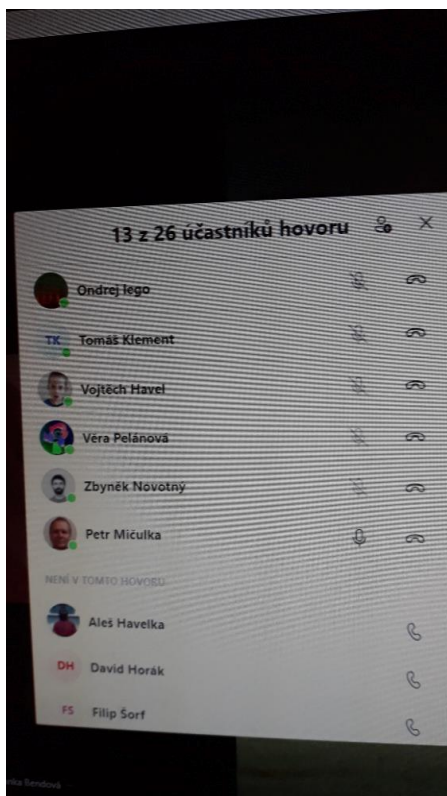 13 z 26 účastníků hovoru
Ondrej lego
TK Tomáš Klement
Vojtěch Havel
Věra Pelánová
Zbyněk Novotný
Petr Mičulka
NENÍ V TOMTO HOVORU
Aleš Havelka
DH David Horák
FS Filip Šorf
Bendová